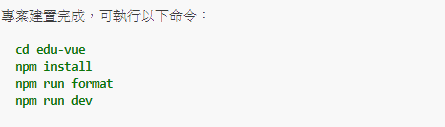 專案建置完成，可執行以下命令：
cd edu-vue
npm install
npm run format
npm run dev